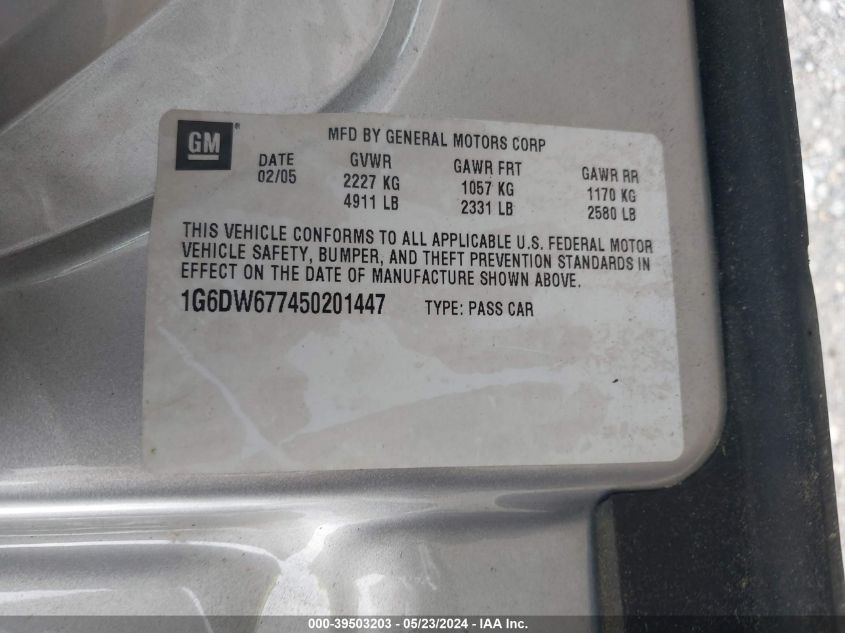 GM®
MFD BY GENERAL MOTORS CORP
DATE GVWR GAWR FRT GAWR RR
02/05 2227 KG 1057 KG 1170 KG
4911 LB 2331 LB 2580 LB
THIS VEHICLE CONFORMS TO ALL APPLICABLE U.S. FEDERAL MOTOR
VEHICLE SAFETY, BUMPER, AND THEFT PREVENTION STANDARDS IN
EFFECT ON THE DATE OF MANUFACTURE SHOWN ABOVE.
1G6DW677450201447 TYPE: PASS CAR
000-39503203 - 05/23/2024 - IAA Inc.